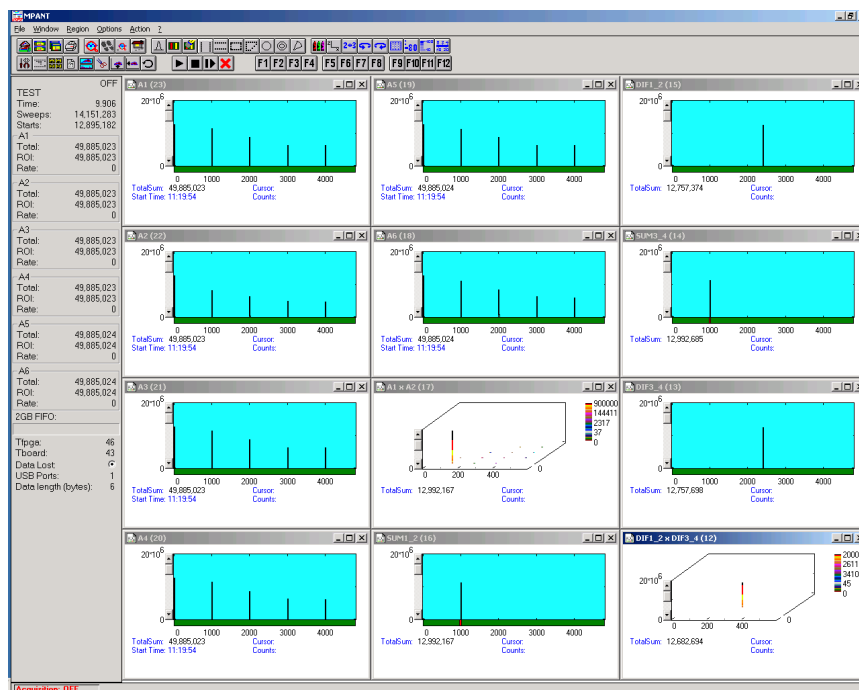 MPANT
File Window Region Options Action ?
F1 F2 F3 F4 F5 F6 F7 F8 F9 F10 F11 F12
OFF
TEST
Time: 9.906
Sweeps: 14,151,283
Starts: 12,895,182
A1
Total: 49,885,023
ROI: 49,885,023
Rate: 0
A2
Total: 49,885,023
ROI: 49,885,023
Rate: 0
A3
Total: 49,885,023
ROI: 49,885,023
Rate: 0
A4
Total: 49,885,023
ROI: 49,885,023
Rate: 0
A5
Total: 49,885,024
ROI: 49,885,024
Rate: 0
A6
Total: 49,885,024
ROI: 49,885,024
Rate: 0
2GB FIFO:
Tfpga: 46
Tboard: 43
Data Lost
USB Ports: 1
Data length (bytes): 6
A1 (23)
20*10^6
0
0 1000 2000 3000 4000
TotalSum: 49,885,023 Cursor:
Start Time: 11:19:54 Counts:
A5 (19)
20*10^6
0
0 1000 2000 3000 4000
TotalSum: 49,885,024 Cursor:
Start Time: 11:19:54 Counts:
DIF1_2 (15)
20*10^6
0
0 1000 2000 3000 4000
TotalSum: 12,757,374 Cursor:
Counts:
A2 (22)
20*10^6
0
0 1000 2000 3000 4000
TotalSum: 49,885,023 Cursor:
Start Time: 11:19:54 Counts:
A6 (18)
20*10^6
0
0 1000 2000 3000 4000
TotalSum: 49,885,024 Cursor:
Start Time: 11:19:54 Counts:
SUM3_4 (14)
20*10^6
0
0 1000 2000 3000 4000
TotalSum: 12,992,685 Cursor:
Counts:
A3 (21)
20*10^6
0
0 1000 2000 3000 4000
TotalSum: 49,885,023 Cursor:
Start Time: 11:19:54 Counts:
A1 x A2 (17)
900000
144411
2317
37
0
20*10^6
0
0 200 400 0
TotalSum: 12,992,167 Cursor:
Counts:
DIF3_4 (13)
20*10^6
0
0 1000 2000 3000 4000
TotalSum: 12,757,698 Cursor:
Counts:
A4 (20)
20*10^6
0
0 1000 2000 3000 4000
TotalSum: 49,885,023 Cursor:
Start Time: 11:19:54 Counts:
SUM1_2 (16)
20*10^6
0
0 1000 2000 3000 4000
TotalSum: 12,992,167 Cursor:
Counts:
DIF1_2 x DIF3_4 (12)
2000
2611
3410
45
0
20*10^6
0
200 400 0
TotalSum: 12,682,694 Cursor:
Counts:
Acquisition: OFF